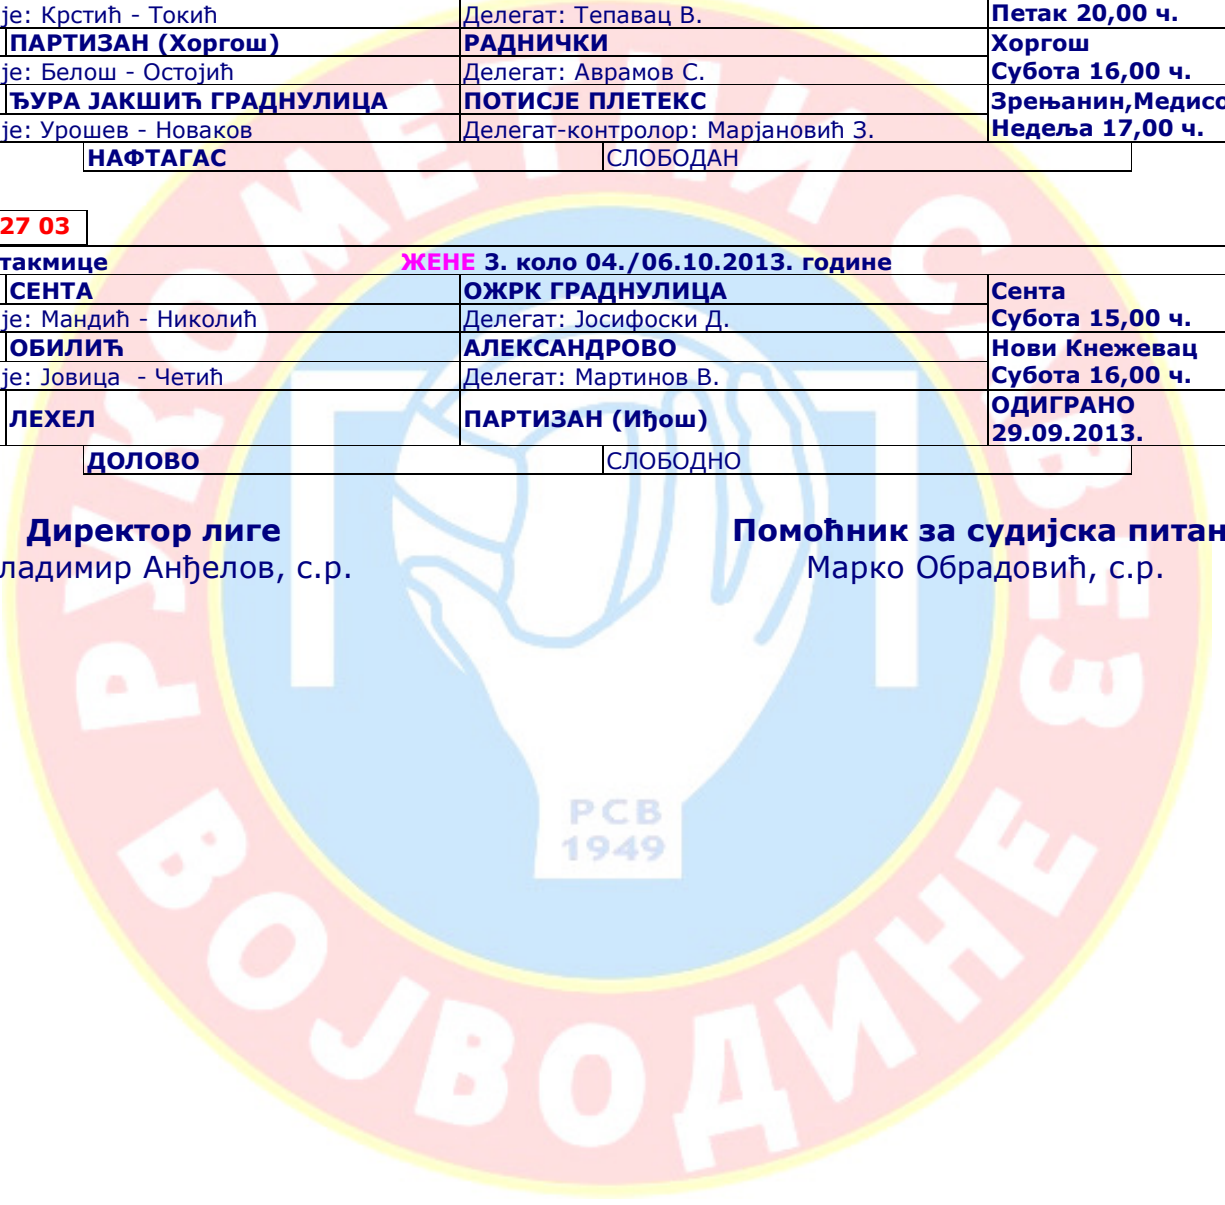 је: Крстић - Токић Делегат: Тепавац В. Петак 20,00 ч.
ПАРТИЗАН (Хоргош) РАДНИЧКИ Хоргош
је: Белош - Остојић Делегат: Аврамов С. Субота 16,00 ч.
ЂУРА ЈАКШИЋ ГРАДНУЛИЦА ПОТИСЈЕ ПЛЕТЕКС Зрењанин,Медисо
је: Урошев - Новаков Делегат-контролор: Марјановић З. Недеља 17,00 ч.
НАФТАГАС СЛОБОДАН
27 03
такмице ЖЕНЕ 3. коло 04./06.10.2013. године
СЕНТА ОЖРК ГРАДНУЛИЦА Сента
је: Мандић - Николић Делегат: Јосифоски Д. Субота 15,00 ч.
ОБИЛИЋ АЛЕКСАНДРОВО Нови Кнежевац
је: Јовица - Четић Делегат: Мартинов В. Субота 16,00 ч.
ЛЕХЕЛ ПАРТИЗАН (Иђош) ОДИГРАНО
29.09.2013.
ДОЛОВО СЛОБОДНО
Директор лиге Помоћник за судијска питан
ладимир Анђелов, с.р. Марко Обрадовић, с.р.
РУКОМЕТНИ САВЕЗ
ВОЈВОДИНЕ
РСВ
1949